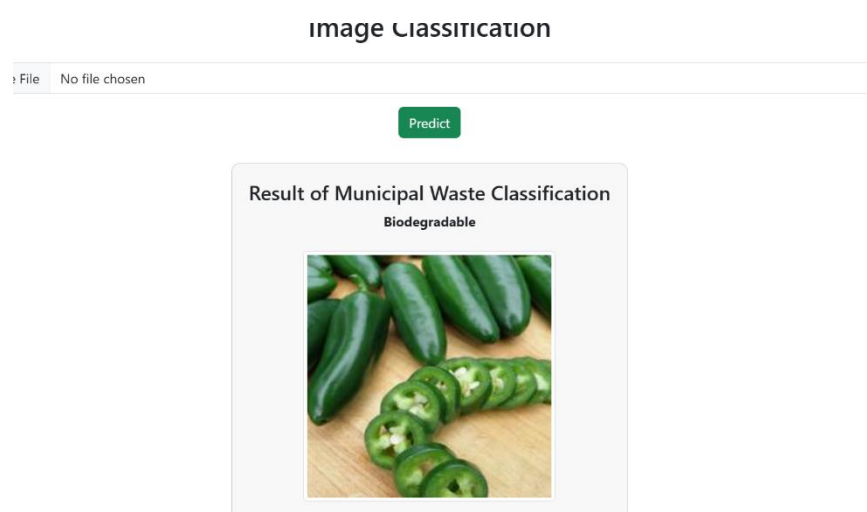 Image Classification
e File No file chosen
Predict
Result of Municipal Waste Classification
Biodegradable